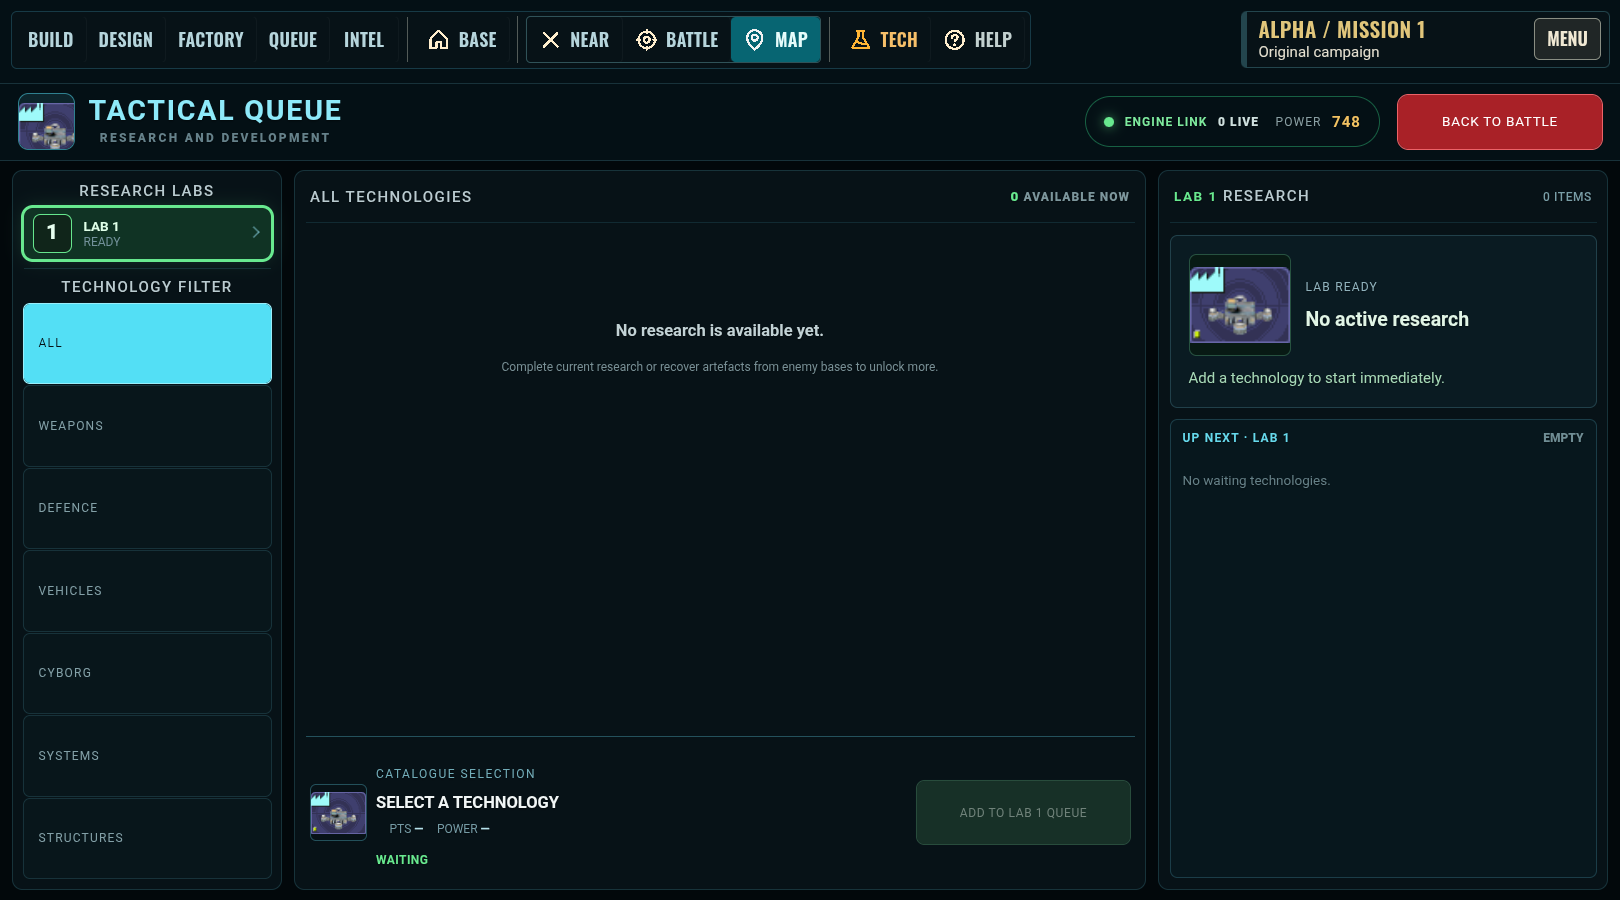 BUILD DESIGN FACTORY QUEUE INTEL BASE NEAR BATTLE MAP TECH HELP
ALPHA / MISSION 1
Original campaign
MENU
TACTICAL QUEUE
RESEARCH AND DEVELOPMENT
ENGINE LINK 0 LIVE POWER 748
BACK TO BATTLE
RESEARCH LABS
1
LAB 1
READY
TECHNOLOGY FILTER
ALL
WEAPONS
DEFENCE
VEHICLES
CYBORG
SYSTEMS
STRUCTURES
ALL TECHNOLOGIES
0 AVAILABLE NOW
No research is available yet.
Complete current research or recover artefacts from enemy bases to unlock more.
CATALOGUE SELECTION
SELECT A TECHNOLOGY
PTS – POWER –
WAITING
ADD TO LAB 1 QUEUE
LAB 1 RESEARCH
0 ITEMS
LAB READY
No active research
Add a technology to start immediately.
UP NEXT · LAB 1
EMPTY
No waiting technologies.